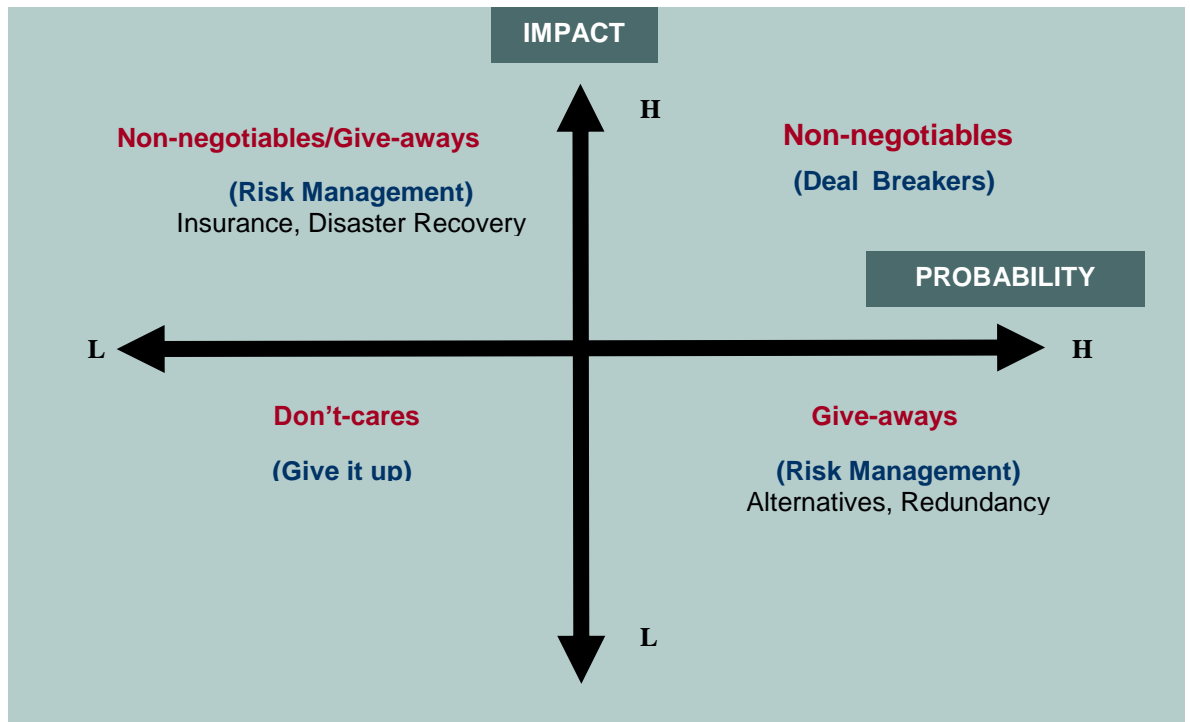 IMPACT
H
Non-negotiables/Give-aways
(Risk Management)
Insurance, Disaster Recovery
Non-negotiables
(Deal Breakers)
PROBABILITY
L
H
Don’t-cares
(Give it up)
Give-aways
(Risk Management)
Alternatives, Redundancy
L